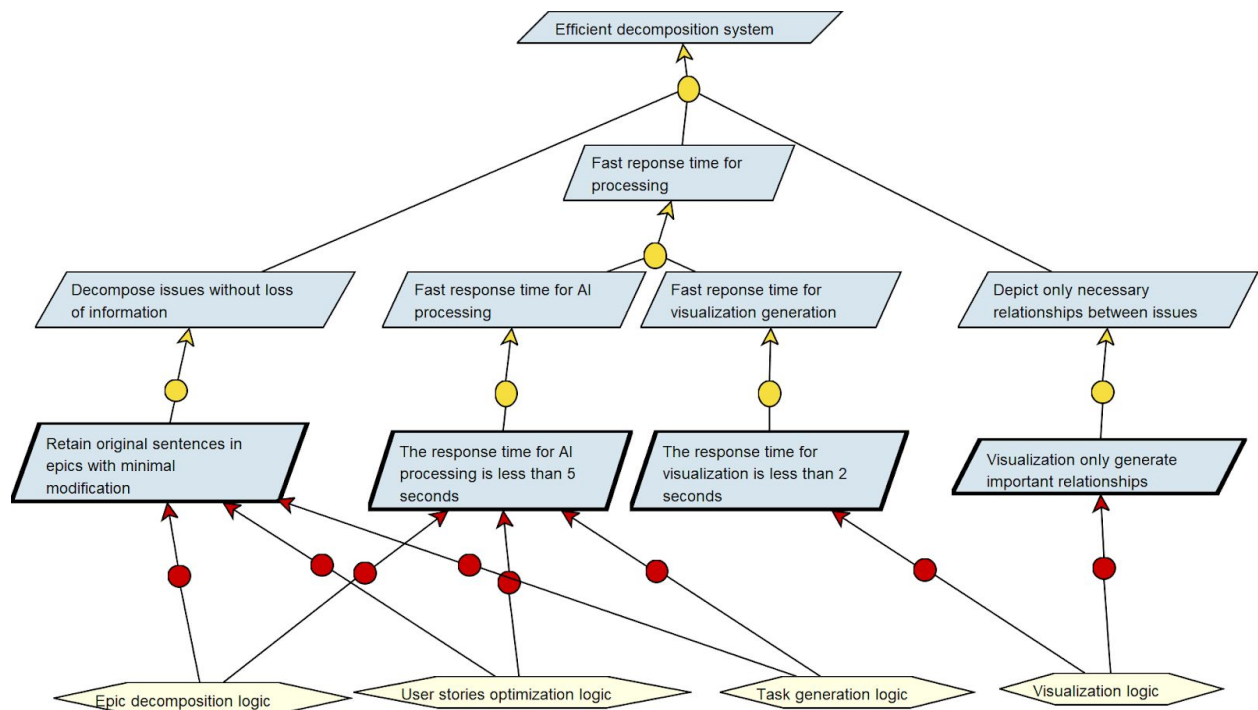 Efficient decomposition system
Fast reponse time for
processing
Decompose issues without loss
of information
Fast response time for AI
processing
Fast response time for
visualization generation
Depict only necessary
relationships between issues
Retain original sentences in
epics with minimal
modification
The response time for AI
processing is less than 5
seconds
The response time for
visualization is less than 2
seconds
Visualization only generate
important relationships
Epic decomposition logic
User stories optimization logic
Task generation logic
Visualization logic